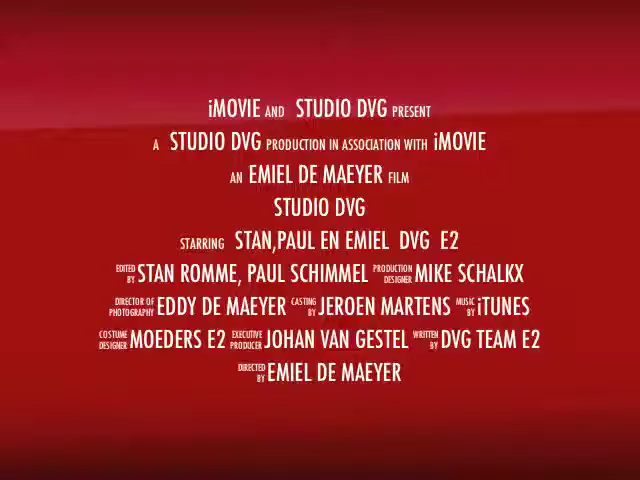 iMOVIE AND STUDIO DVG PRESENT
A STUDIO DVG PRODUCTION IN ASSOCIATION WITH iMOVIE
AN EMIEL DE MAEYER FILM
STUDIO DVG
STARRING STAN,PAUL EN EMIEL DVG E2
EDITED BY STAN ROMME, PAUL SCHIMMEL PRODUCTION DESIGNER MIKE SCHALKX
DIRECTOR OF PHOTOGRAPHY EDDY DE MAEYER CASTING BY JEROEN MARTENS MUSIC BY iTUNES
COSTUME DESIGNER MOEDERS E2 EXECUTIVE PRODUCER JOHAN VAN GESTEL WRITTEN BY DVG TEAM E2
DIRECTED BY EMIEL DE MAEYER